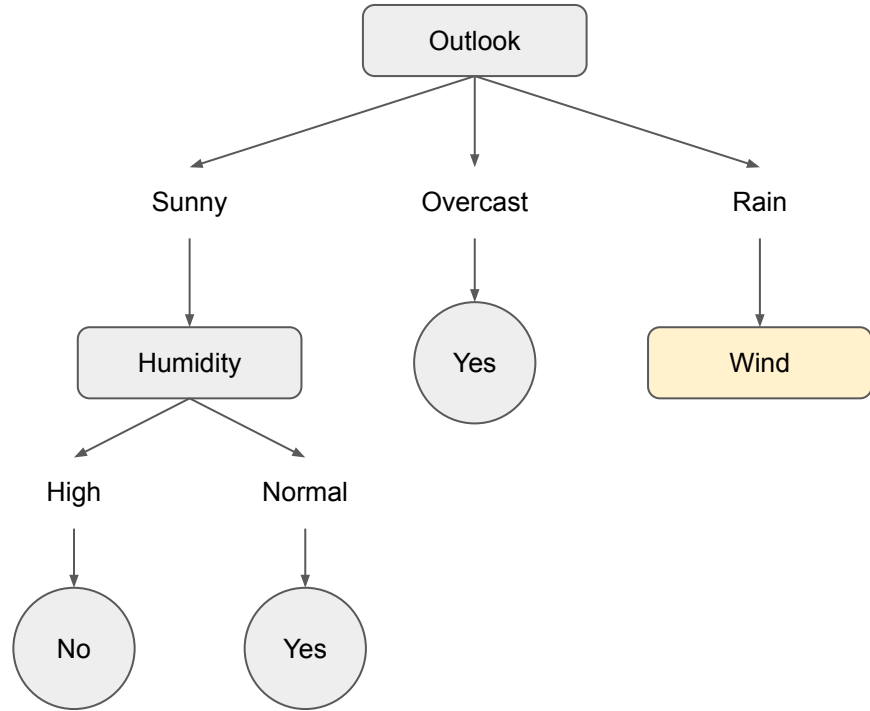 Outlook
Sunny
Overcast
Rain
Humidity
Yes
Wind
High
Normal
No
Yes